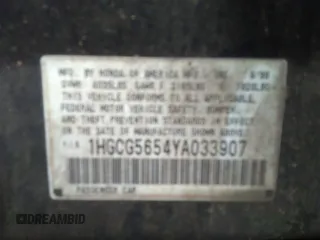 MFD. BY HONDA OF AMERICA MFG., INC.
THIS VEHICLE CONFORMS TO ALL APPLICABLE
FEDERAL MOTOR VEHICLE SAFETY, BUMPER,
AND THEFT PREVENTION STANDARDS IN EFFECT ON
THE DATE OF MANUFACTURE SHOWN ABOVE.
1HGCG5654YA033907
PASSENGER CAR
DREAMBID